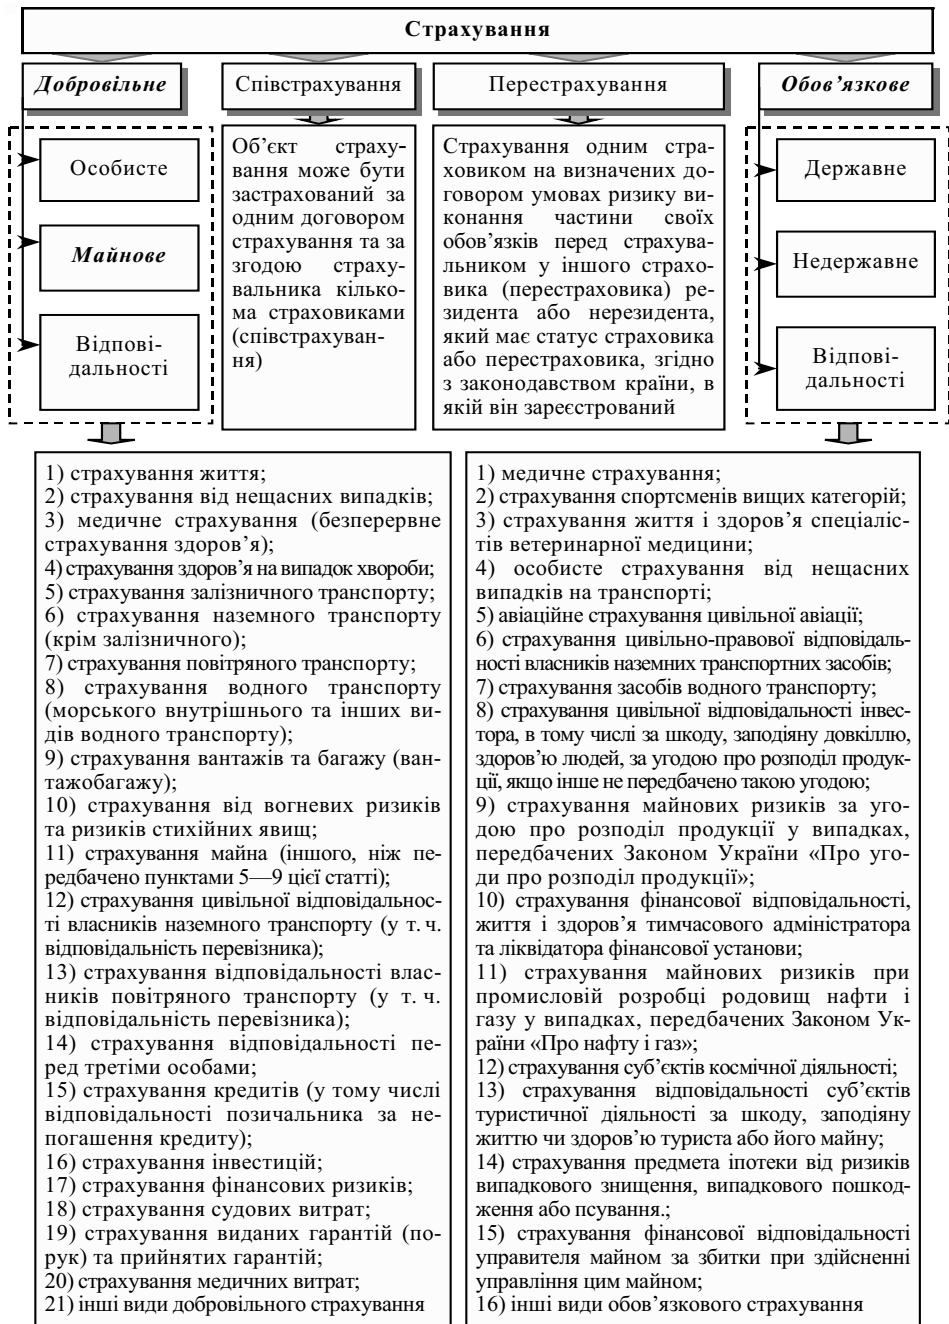 Страхування
Добровільне
Співстрахування
Перестрахування
Обов’язкове
Особисте
Майнове
Відпові-
дальності
Об’єкт страху-
вання може бути
застрахований за
одним договором
страхування та за
згодою страху-
вальника кілько-
ма страховиками
(співстрахуван-
ня)
Страхування одним стра-
ховиком на визначених до-
говором умовах ризику ви-
конання частини своїх
обов’язків перед страхува-
льником у іншого страхо-
вика (перестраховика) ре-
зидента або нерезидента,
який має статус страховика
або перестраховика, згідно
з законодавством країни, в
якій він зареєстрований
Державне
Недержавне
Відпові-
дальності
1) страхування життя;
2) страхування від нещасних випадків;
3) медичне страхування (безперервне
страхування здоров’я);
4) страхування здоров’я на випадок хвороби;
5) страхування залізничного транспорту;
6) страхування наземного транспорту
(крім залізничного);
7) страхування повітряного транспорту;
8) страхування водного транспорту
(морського внутрішнього та інших ви-
дів водного транспорту);
9) страхування вантажів та багажу (ван-
тажобагажу);
10) страхування від вогневих ризиків
та ризиків стихійних явищ;
11) страхування майна (іншого, ніж пе-
редбачено пунктами 5—9 цієї статті);
12) страхування цивільної відповідальнос-
ті власників наземного транспорту (у т. ч.
відповідальність перевізника);
13) страхування відповідальності влас-
ників повітряного транспорту (у т. ч.
відповідальність перевізника);
14) страхування відповідальності пе-
ред третіми особами;
15) страхування кредитів (у тому числі
відповідальності позичальника за не-
погашення кредиту);
16) страхування інвестицій;
17) страхування фінансових ризиків;
18) страхування судових витрат;
19) страхування виданих гарантій (по-
рук) та прийнятих гарантій;
20) страхування медичних витрат;
21) інші види добровільного страхування
1) медичне страхування;
2) страхування спортсменів вищих категорій;
3) страхування життя і здоров’я спеціаліс-
тів ветеринарної медицини;
4) особисте страхування від нещасних
випадків на транспорті;
5) авіаційне страхування цивільної авіації;
6) страхування цивільно-правової відповідаль-
ності власників наземних транспортних засобів;
7) страхування засобів водного транспорту;
8) страхування цивільної відповідальності інвес-
тора, в тому числі за шкоду, заподіяну довкіллю,
здоров’ю людей, за угодою про розподіл продук-
ції, якщо інше не передбачено такою угодою;
9) страхування майнових ризиків за уго-
дою про розподіл продукції у випадках,
передбачених Законом України «Про уго-
ди про розподіл продукції»;
10) страхування фінансової відповідальності,
життя і здоров’я тимчасового адміністратора
та ліквідатора фінансової установи;
11) страхування майнових ризиків при
промисловій розробці родовищ нафти і
газу у випадках, передбачених Законом Ук-
раїни «Про нафту і газ»;
12) страхування суб’єктів космічної діяльності;
13) страхування відповідальності суб’єктів
туристичної діяльності за шкоду, заподіяну
життю чи здоров’ю туриста або його майну;
14) страхування предмета іпотеки від ризиків
випадкового знищення, випадкового пошкод-
ження або псування.;
15) страхування фінансової відповідальності
управителя майном за збитки при здійсненні
управління цим майном;
16) інші види обов’язкового страхування